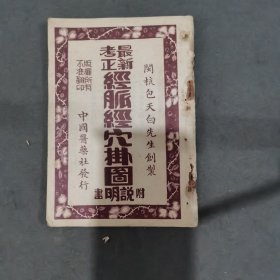 閩杭包天白先生創製
最新
考正
經脈經穴掛圖
附說明書
中國醫藥社發行
版權所有
不准翻印